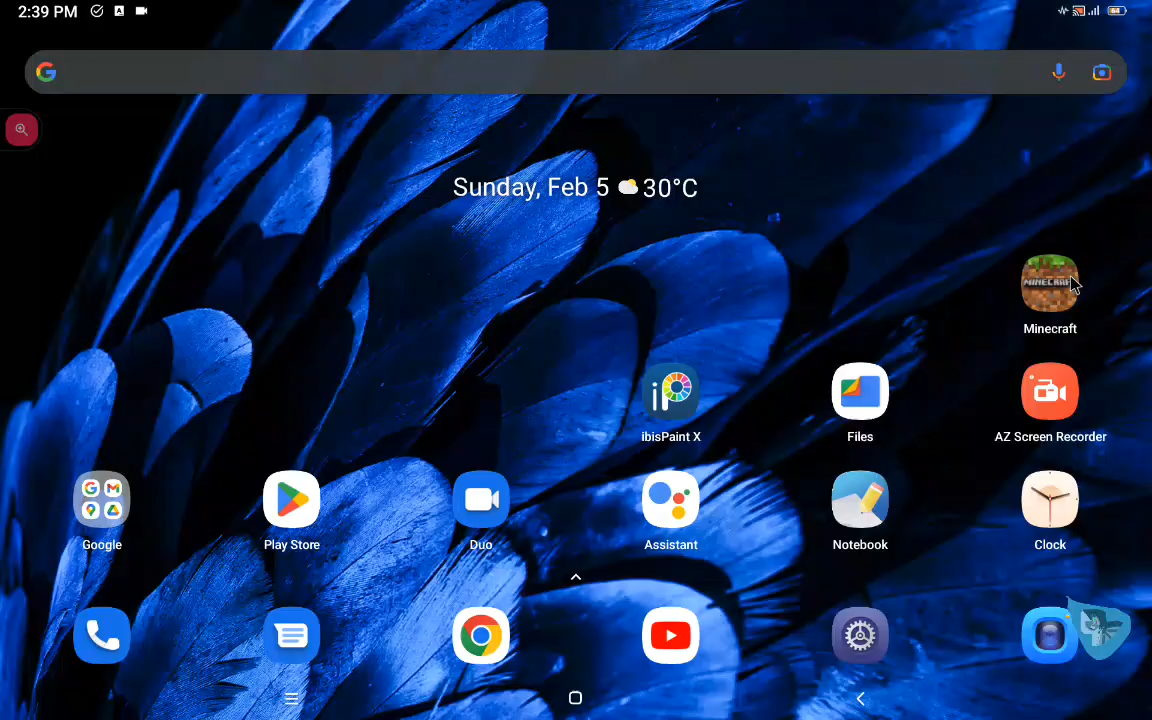 2:39 PM
Sunday, Feb 5 30°C
MINECRAFT
Minecraft
ibisPaint X
Files
AZ Screen Recorder
Google
Play Store
Duo
Assistant
Notebook
Clock